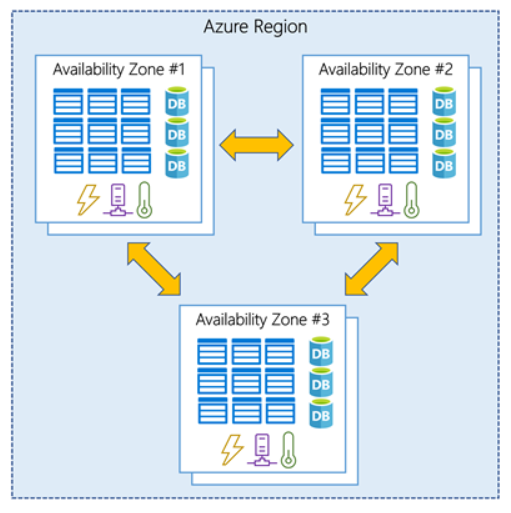 Azure Region
Availability Zone #1
DB
DB
DB
Availability Zone #2
DB
DB
DB
Availability Zone #3
DB
DB
DB